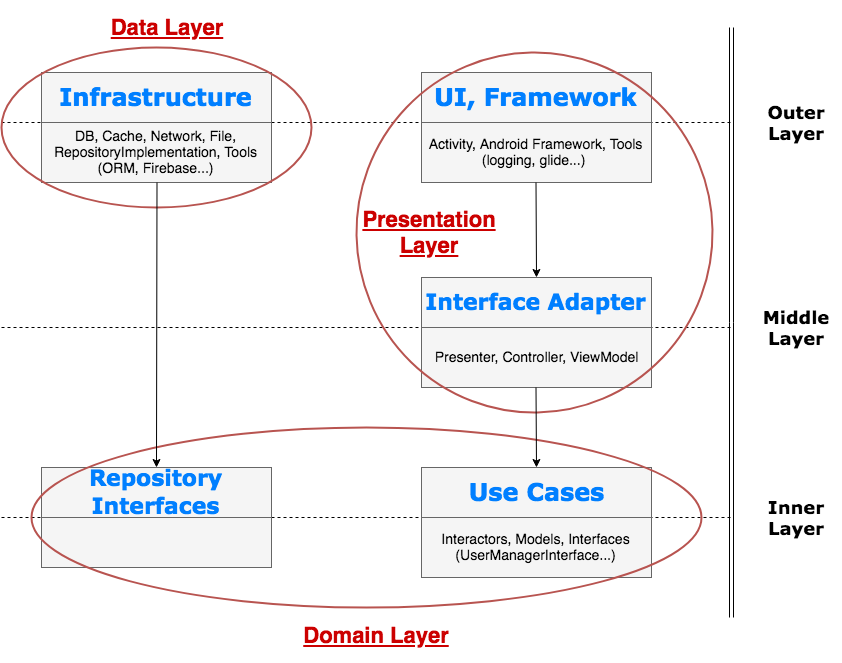 Data Layer
Infrastructure
DB, Cache, Network, File,
RepositoryImplementation, Tools
(ORM, Firebase...)
UI, Framework
Activity, Android Framework, Tools
(logging, glide...)
Outer
Layer
Presentation
Layer
Interface Adapter
Presenter, Controller, ViewModel
Middle
Layer
Repository
Interfaces
Use Cases
Interactors, Models, Interfaces
(UserManagerInterface...)
Inner
Layer
Domain Layer